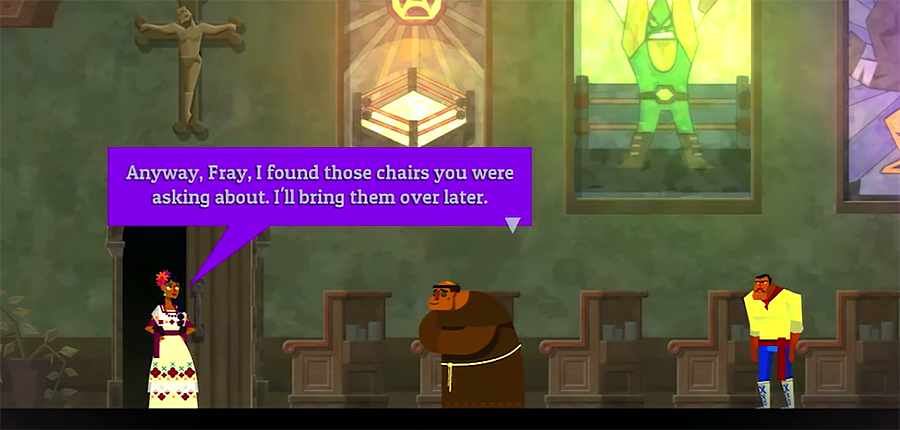 Anyway, Fray, I found those chairs you were
asking about. I'll bring them over later.